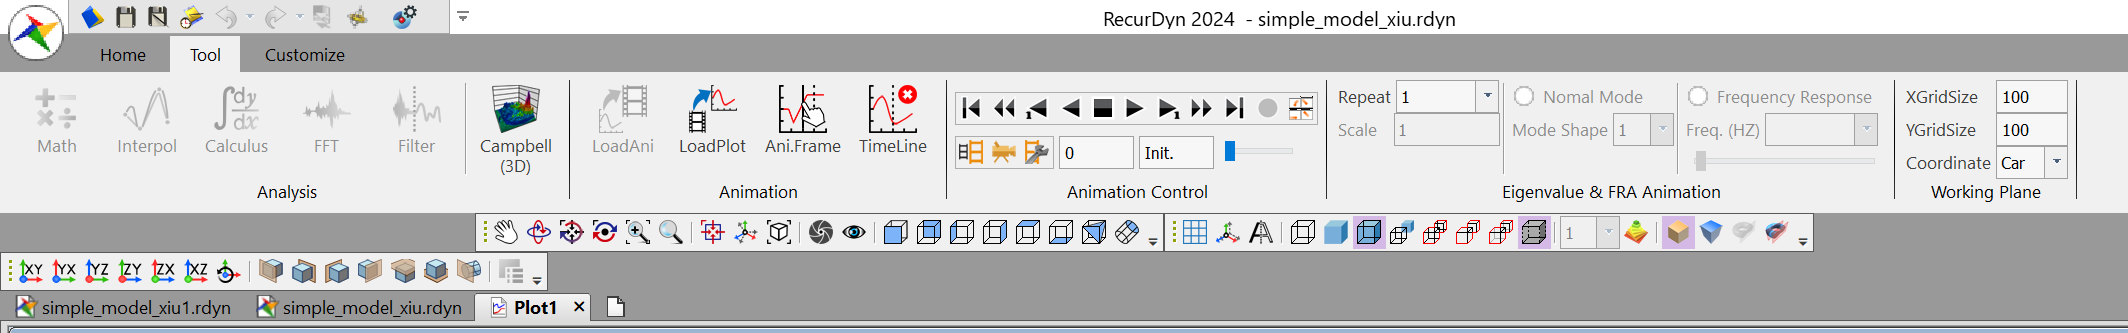 RecurDyn 2024 - simple_model_xiu.rdyn
Home Tool Customize
Math Interpol Calculus FFT Filter Campbell (3D)
Analysis
LoadAni LoadPlot Ani.Frame TimeLine
Animation
0 Init.
Animation Control
Repeat 1
Scale 1
Nomal Mode
Mode Shape 1
Frequency Response
Freq. (HZ)
Eigenvalue & FRA Animation
XGridSize 100
YGridSize 100
Coordinate Car
Working Plane
1
XY YX YZ ZY ZX XZ
simple_model_xiu1.rdyn simple_model_xiu.rdyn Plot1